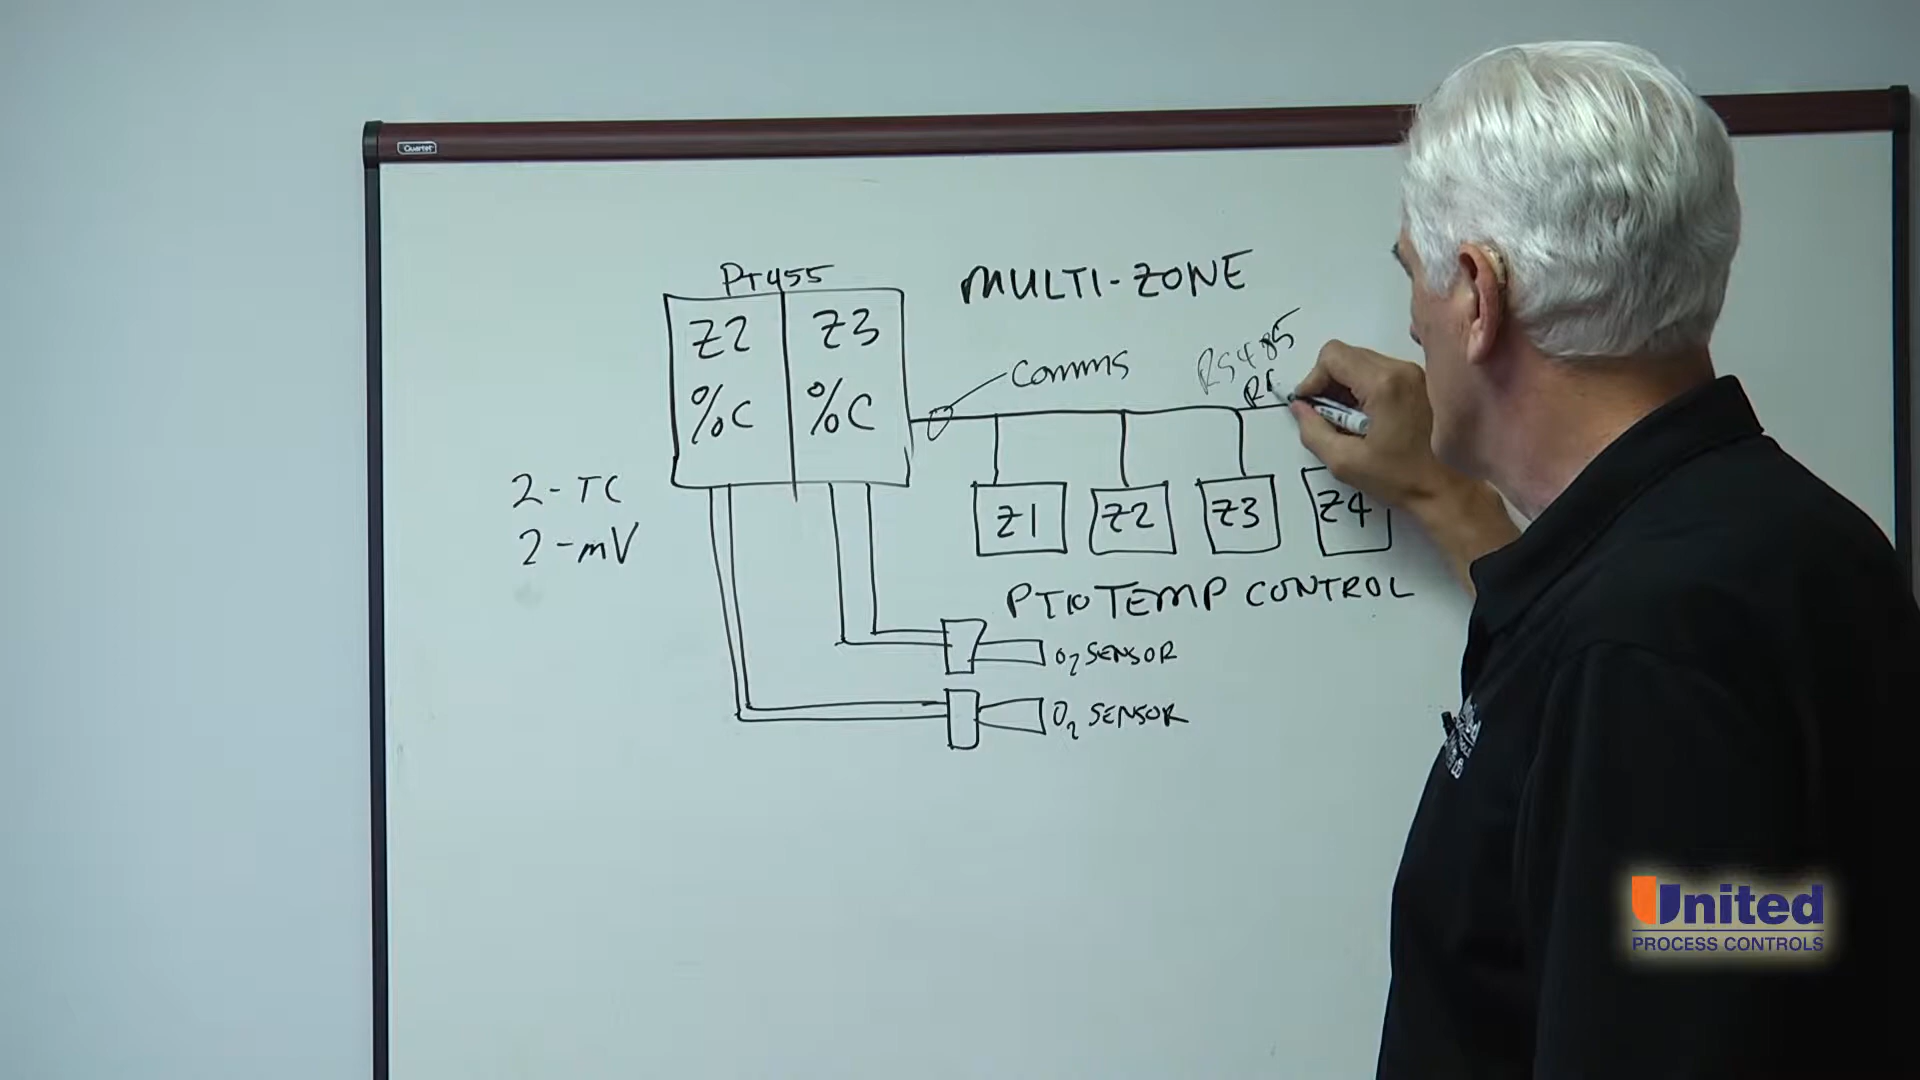 Quartet
PT455
MULTI-ZONE
Z2
Z3
RS485
Comms
%C
%C
2-TC
Z1
Z2
Z3
Z4
2-mV
PT10 TEMP CONTROL
O2 SENSOR
O2 SENSOR
United
PROCESS CONTROLS